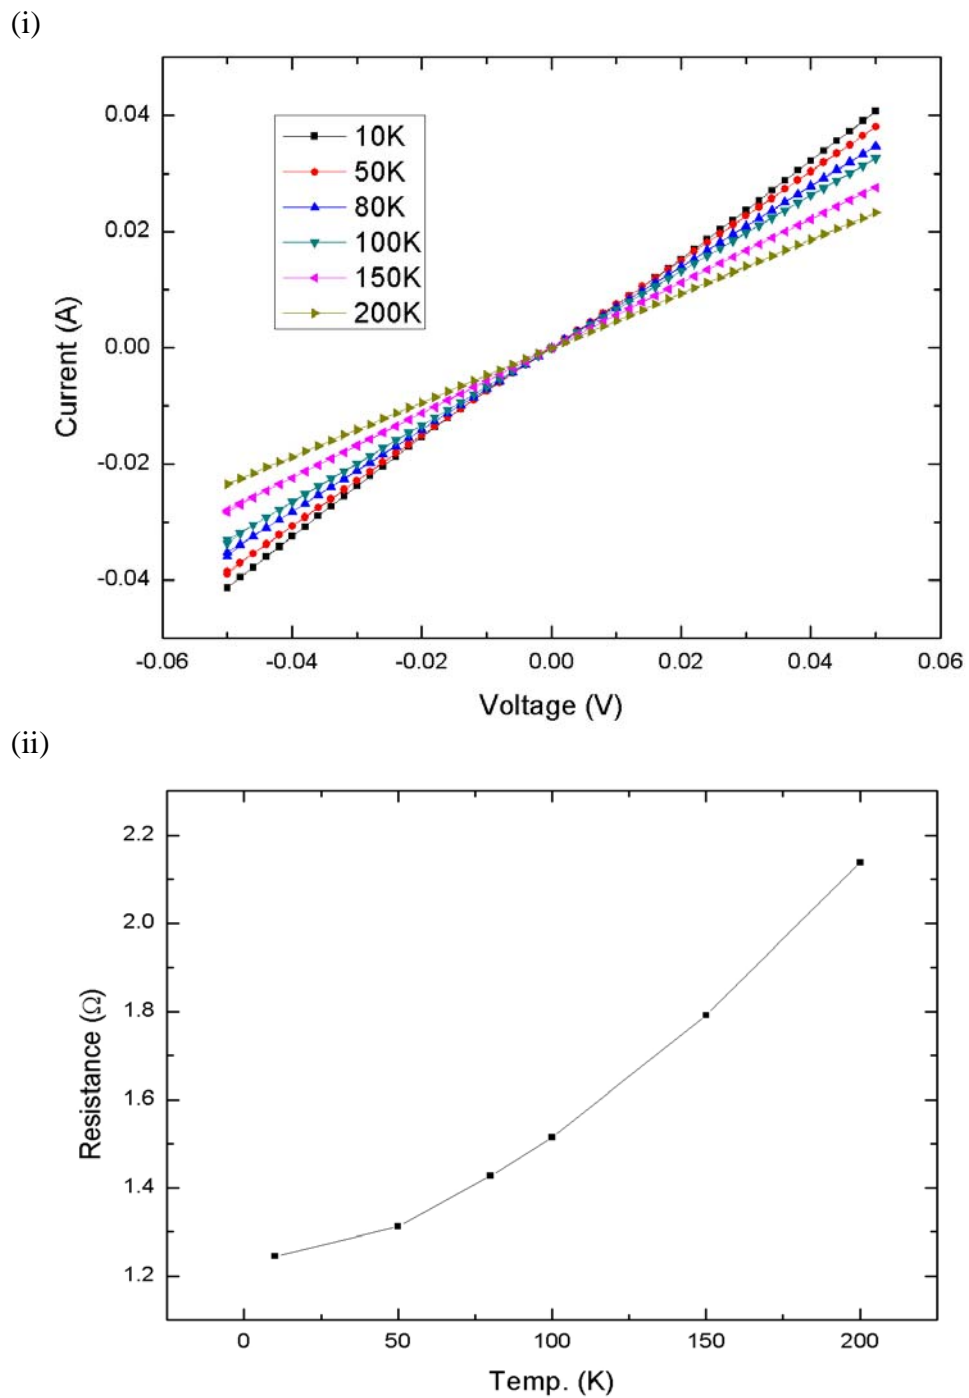 (i)
0.04
0.02
0.00
-0.02
-0.04
Current (A)
10K
50K
80K
100K
150K
200K
-0.06
-0.04
-0.02
0.00
0.02
0.04
0.06
Voltage (V)
(ii)
2.2
2.0
1.8
1.6
1.4
1.2
Resistance (Ω)
0
50
100
150
200
Temp. (K)